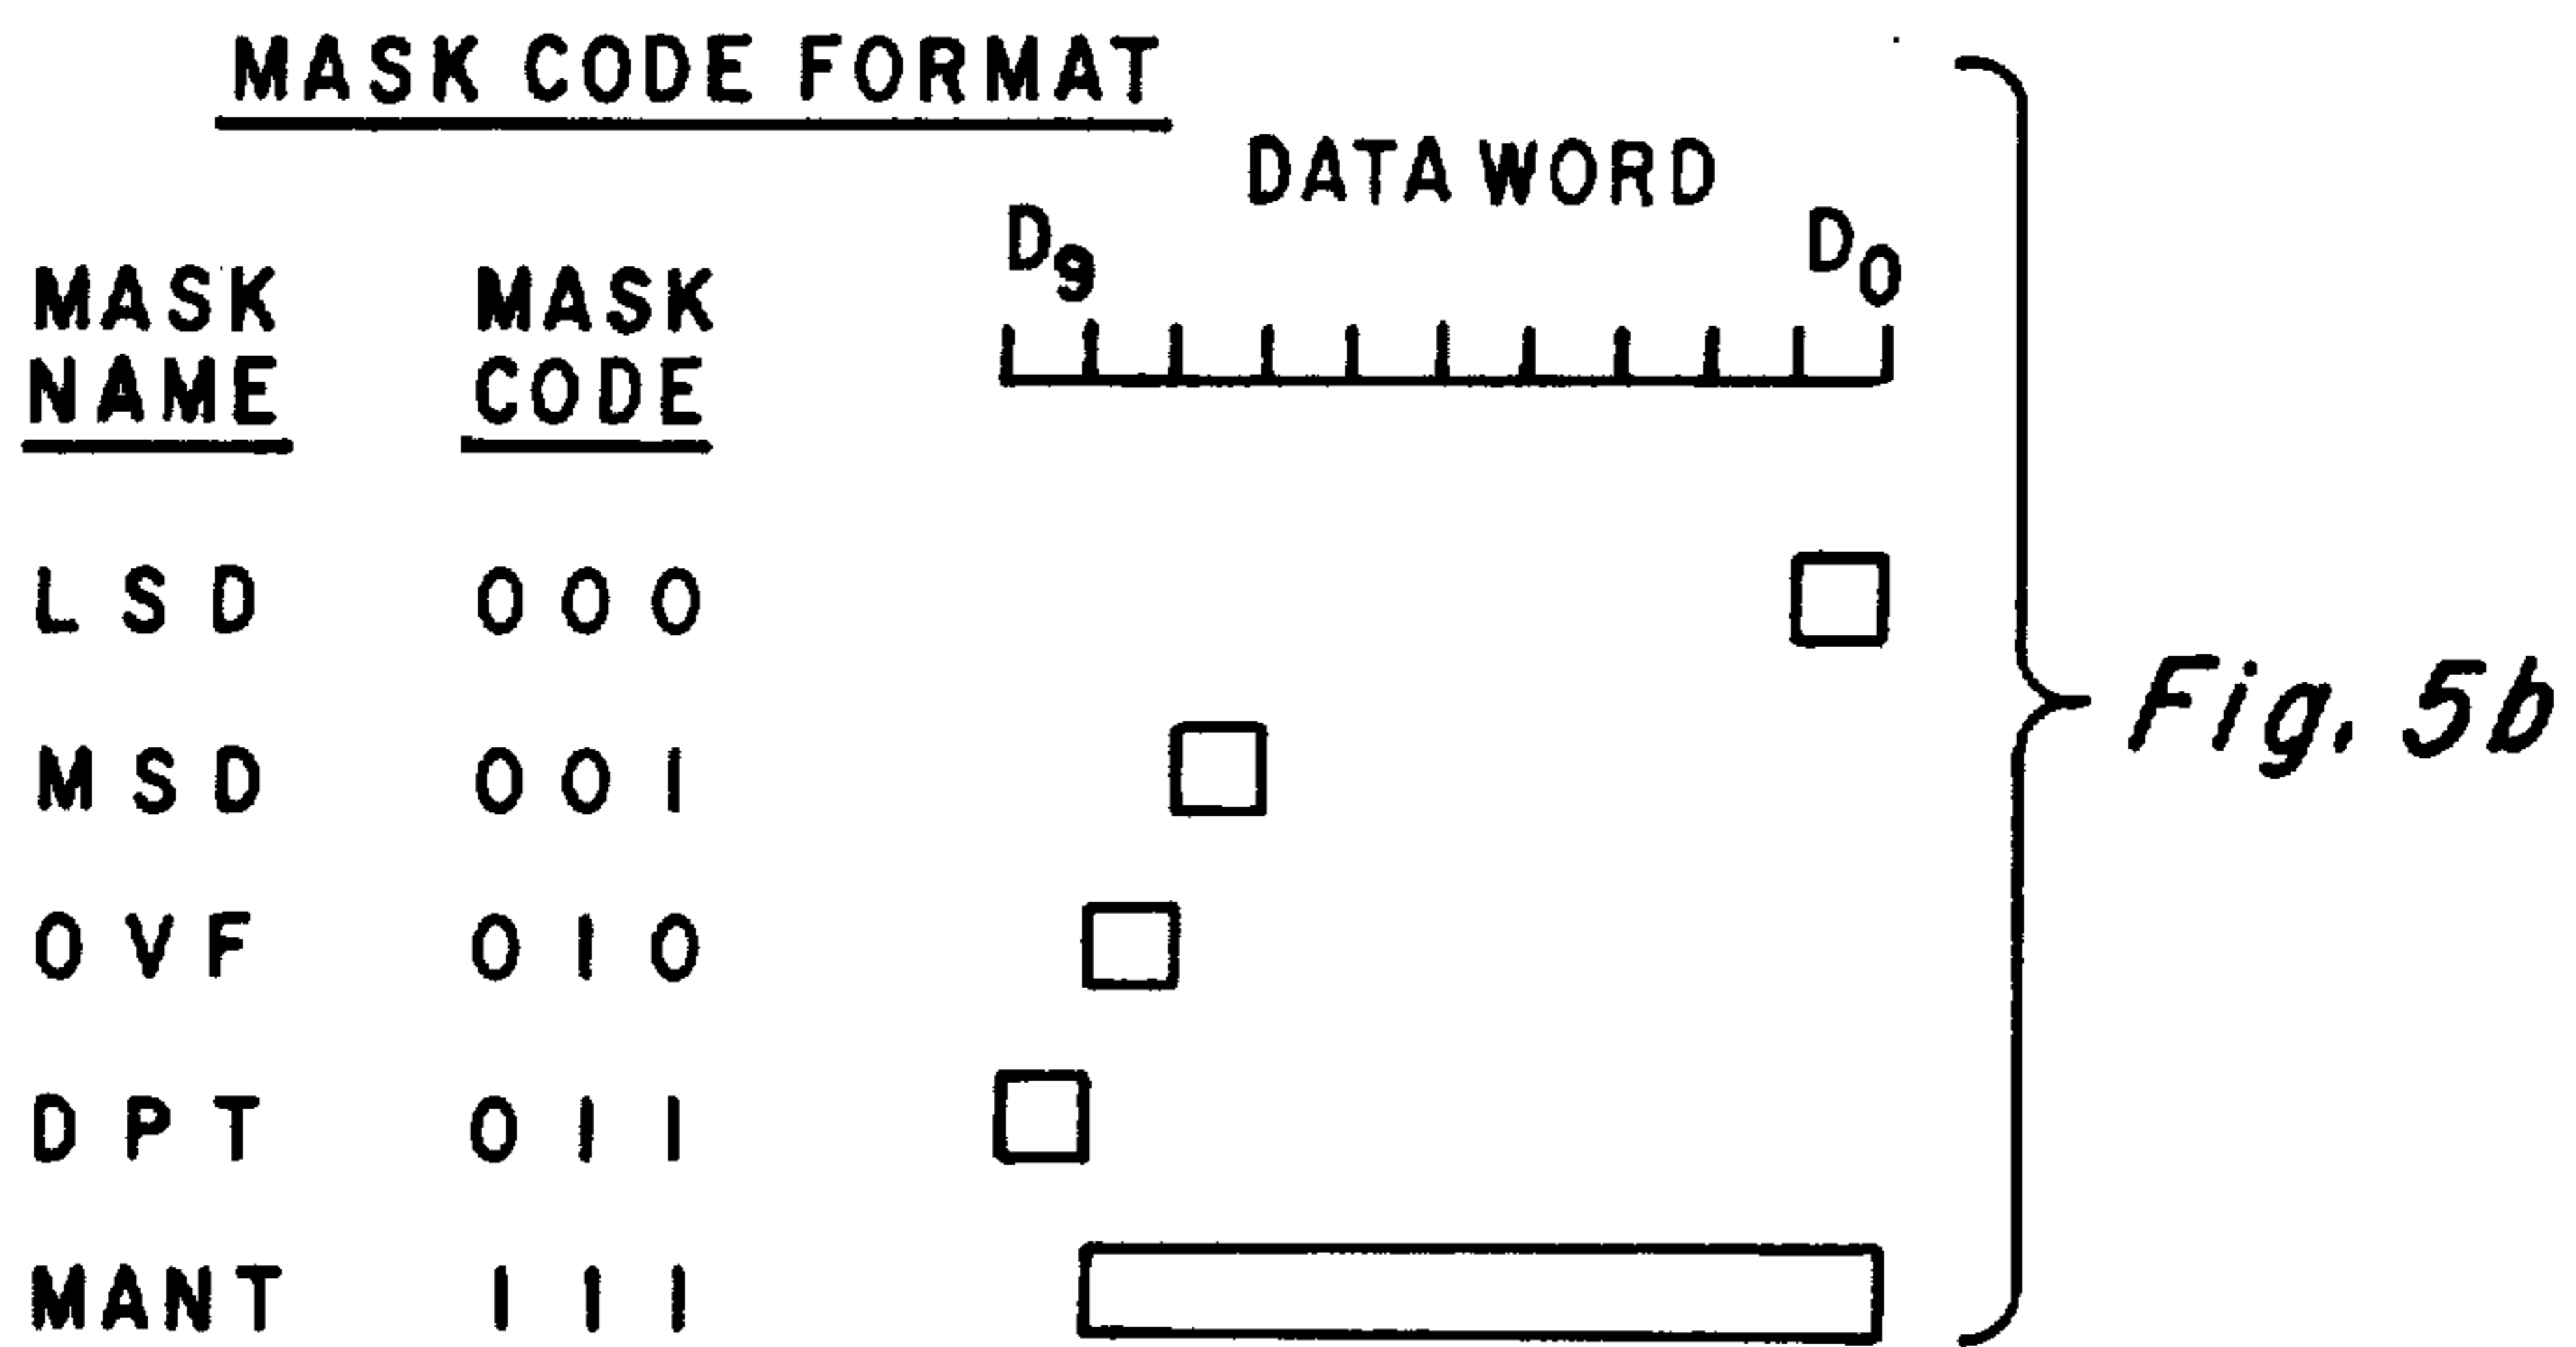 MASK CODE FORMAT
DATA WORD
D9 D0
MASK NAME
MASK CODE
LSD 000
MSD 001
OVF 010
DPT 011
MANT 111
Fig. 5b